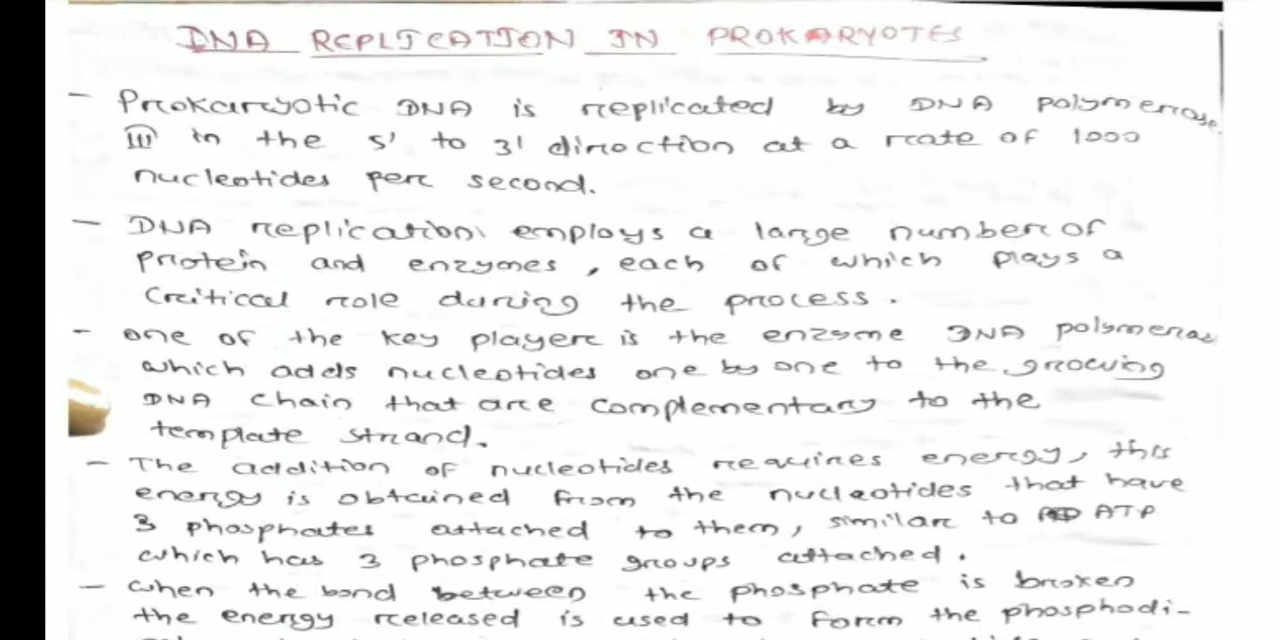 DNA REPLICATION IN PROKARYOTES
- Prokaryotic DNA is replicated by DNA polymerase
III in the 5' to 3' direction at a rate of 1000
nucleotides per second.
- DNA replication employs a large number of
protein and enzymes, each of which plays a
critical role during the process.
- one of the key player is the enzyme DNA polymeras
which adds nucleotides one by one to the growing
DNA chain that are complementary to the
template strand.
- The addition of nucleotides requires energy, this
energy is obtained from the nucleotides that have
3 phosphates attached to them, similar to ATP
which has 3 phosphate groups attached.
- when the bond between the phosphate is broken
the energy released is used to form the phosphodi-